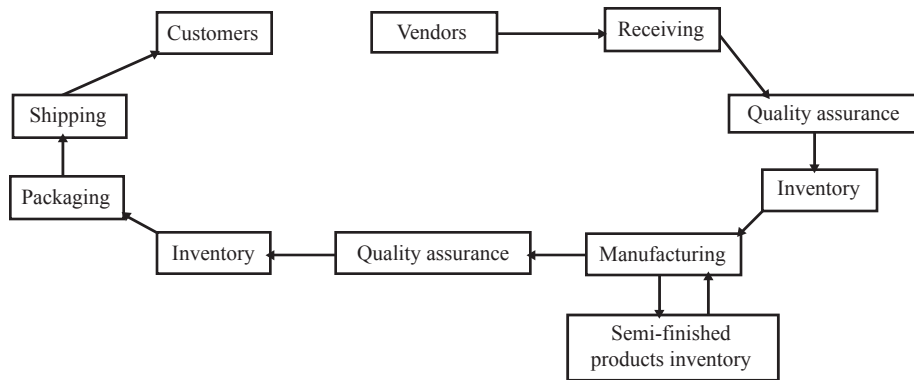 Customers
Vendors
Receiving
Shipping
Quality assurance
Packaging
Inventory
Inventory
Quality assurance
Manufacturing
Semi-finished
products inventory